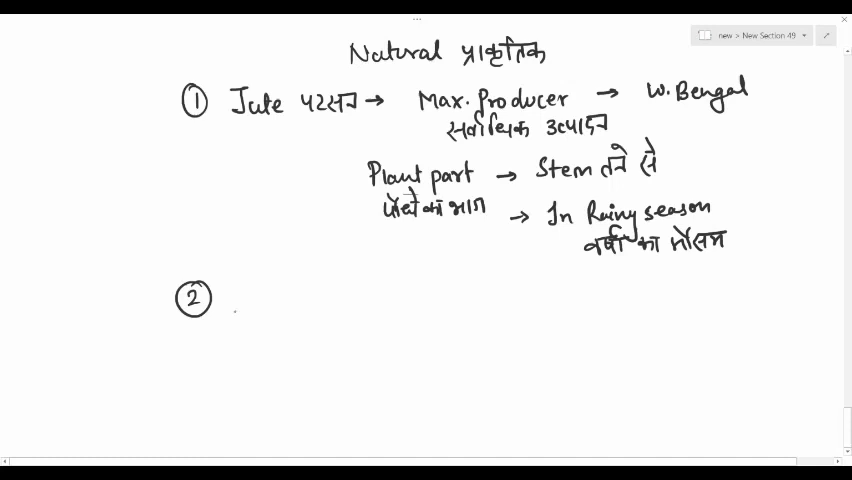 new > New Section 49
Natural प्राकृतिक
① Jute पटसन → Max. Producer → W. Bengal
सर्वाधिक उत्पादन
Plant part → Stem तने से
पौधे का भाग
→ In Rainy season
वर्षा का मौसम
②